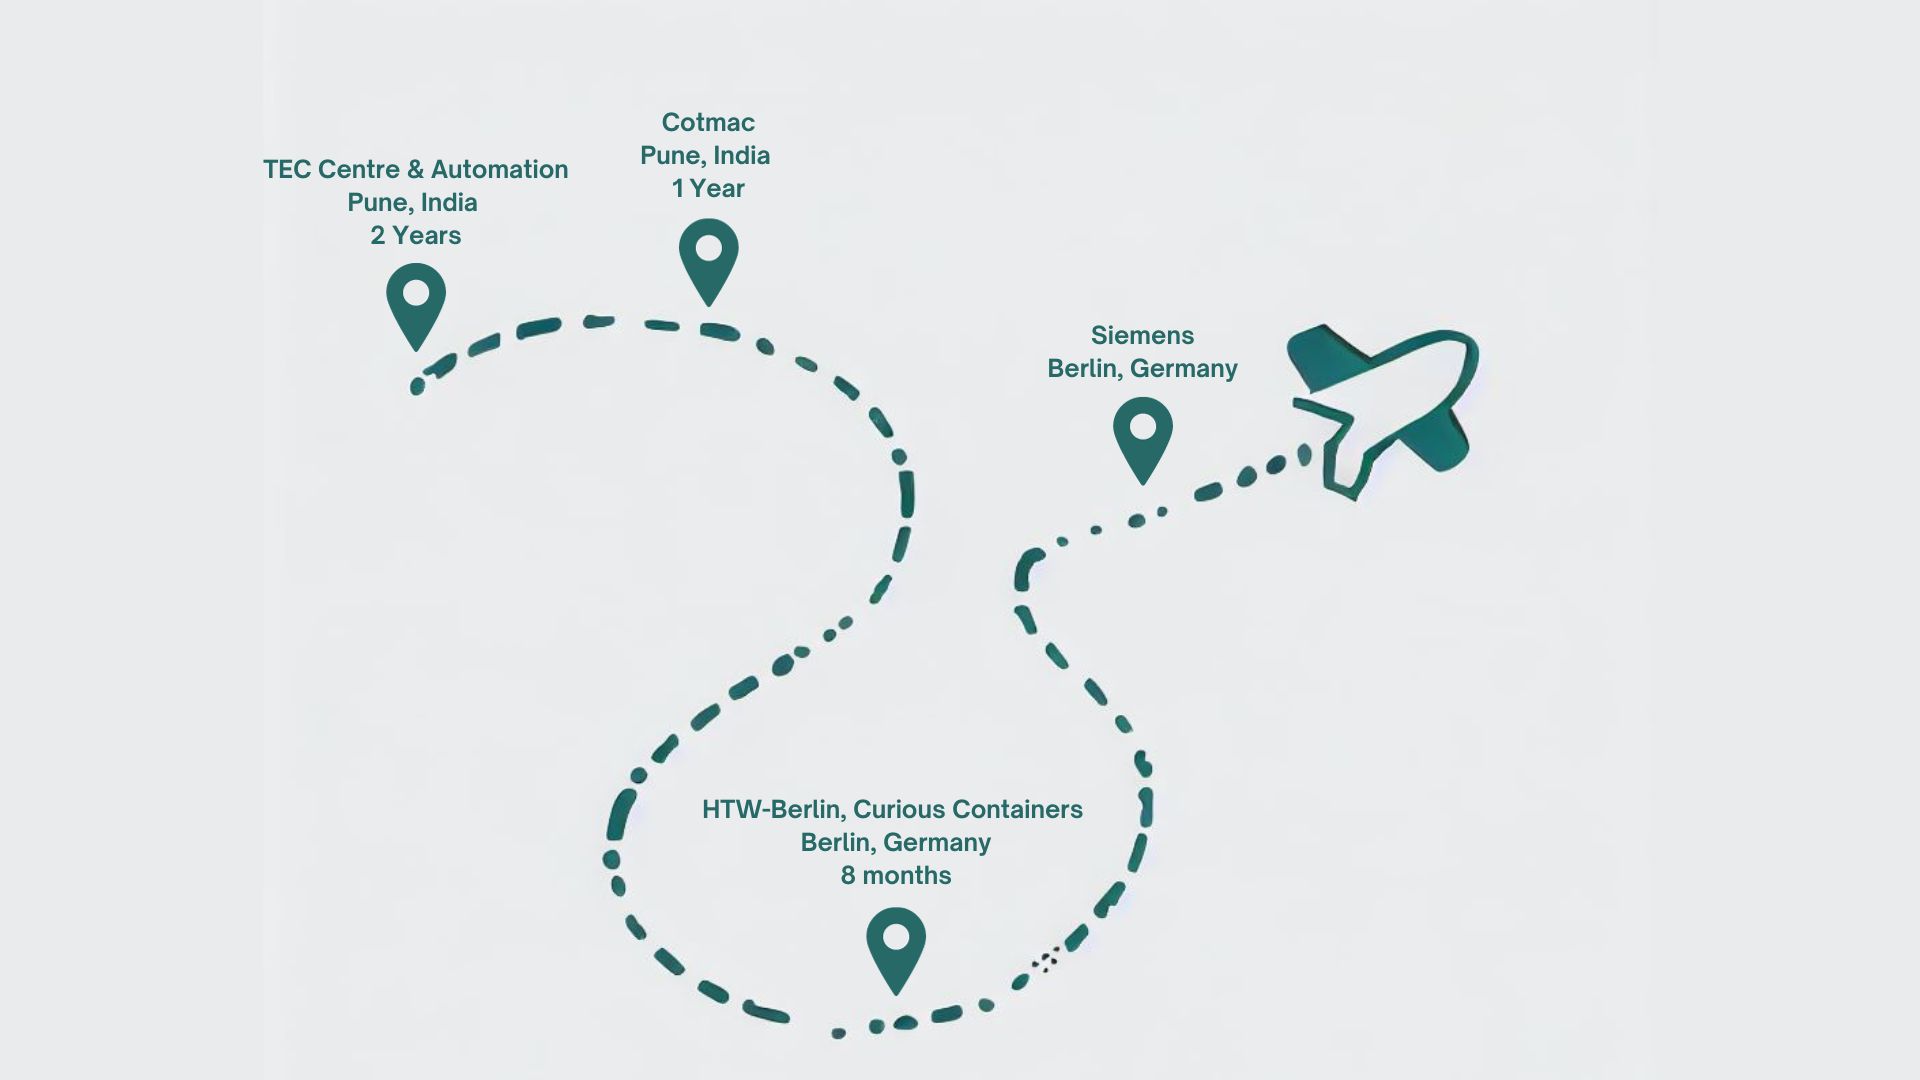 TEC Centre & Automation
Pune, India
2 Years
Cotmac
Pune, India
1 Year
Siemens
Berlin, Germany
HTW-Berlin, Curious Containers
Berlin, Germany
8 months